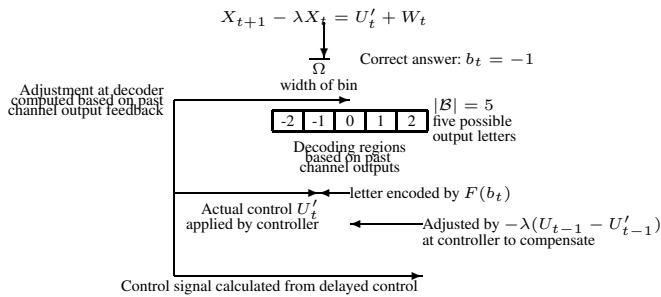 X_{t+1} − λX_t = U'_t + W_t
Ω
Correct answer: b_t = −1
width of bin
Adjustment at decoder
computed based on past
channel output feedback
|B| = 5
five possible
output letters
-2 -1 0 1 2
Decoding regions
based on past
channel outputs
letter encoded by F(b_t)
Actual control U'_t
applied by controller
Adjusted by −λ(U_{t−1} − U'_{t−1})
at controller to compensate
Control signal calculated from delayed control